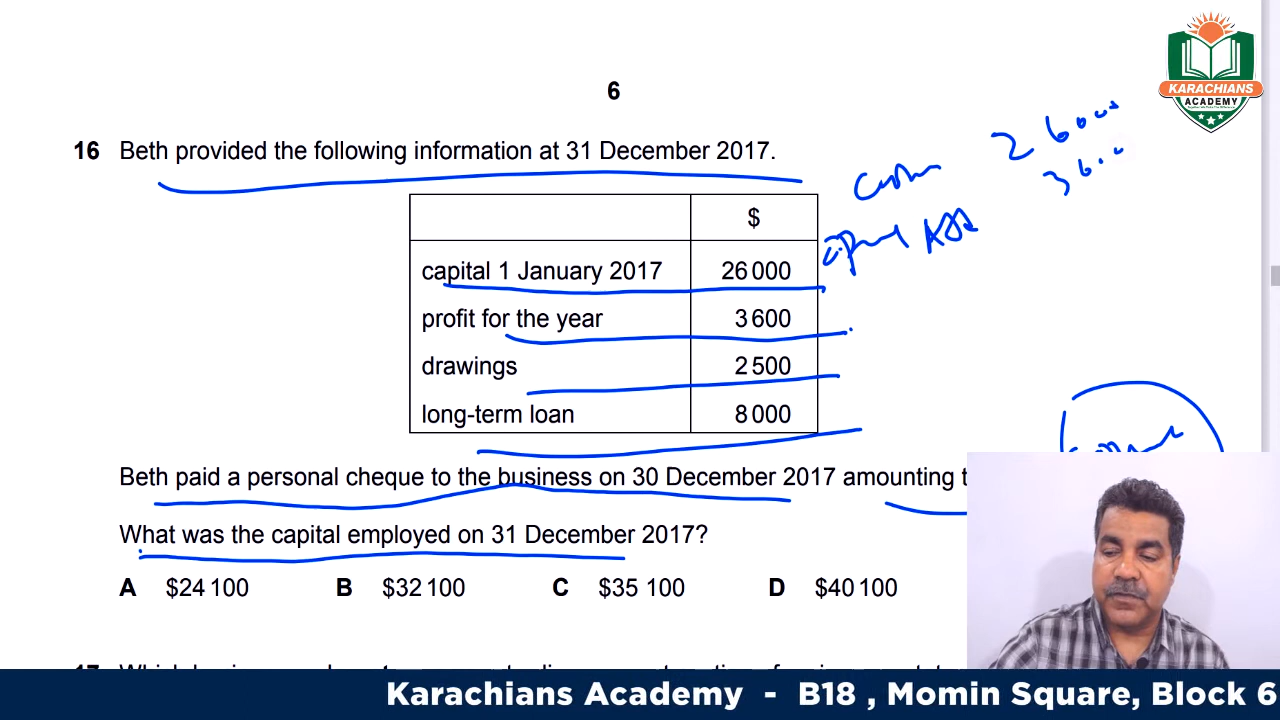 KARACHIANS
ACADEMY
6
16 Beth provided the following information at 31 December 2017.
$
capital 1 January 2017 26 000
profit for the year 3 600
drawings 2 500
long-term loan 8 000
26000
3600
Beth paid a personal cheque to the business on 30 December 2017 amounting
What was the capital employed on 31 December 2017?
A $24 100 B $32 100 C $35 100 D $40 100
Karachians Academy - B18 , Momin Square, Block 6